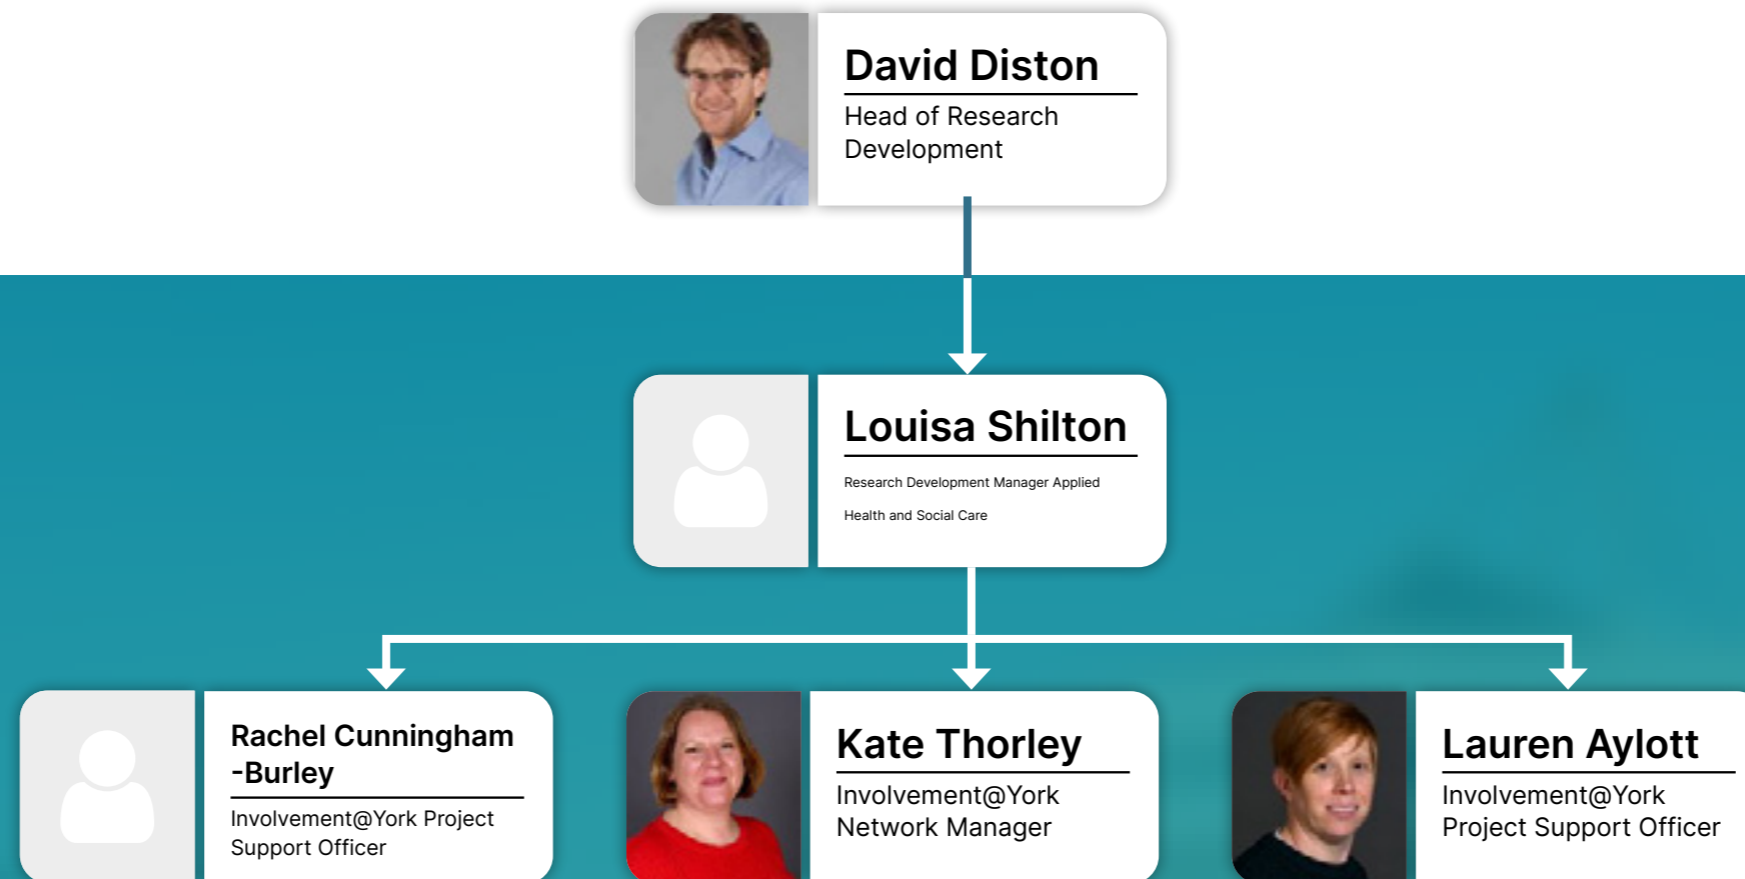 David Diston
Head of Research
Development
Louisa Shilton
Research Development Manager Applied
Health and Social Care
Rachel Cunningham
-Burley
Involvement@York Project
Support Officer
Kate Thorley
Involvement@York
Network Manager
Lauren Aylott
Involvement@York
Project Support Officer